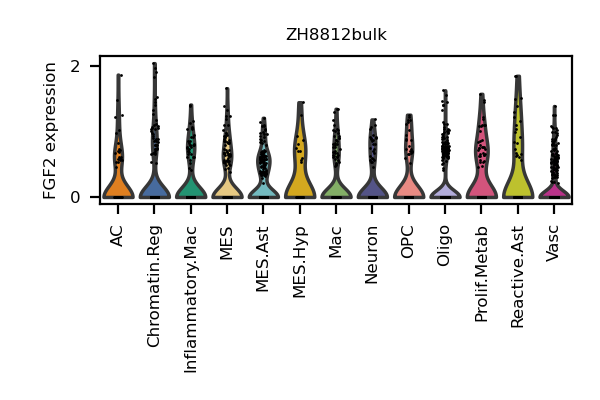 ZH8812bulk
FGF2 expression
2
0
AC
Chromatin.Reg
Inflammatory.Mac
MES
MES.Ast
MES.Hyp
Mac
Neuron
OPC
Oligo
Prolif.Metab
Reactive.Ast
Vasc